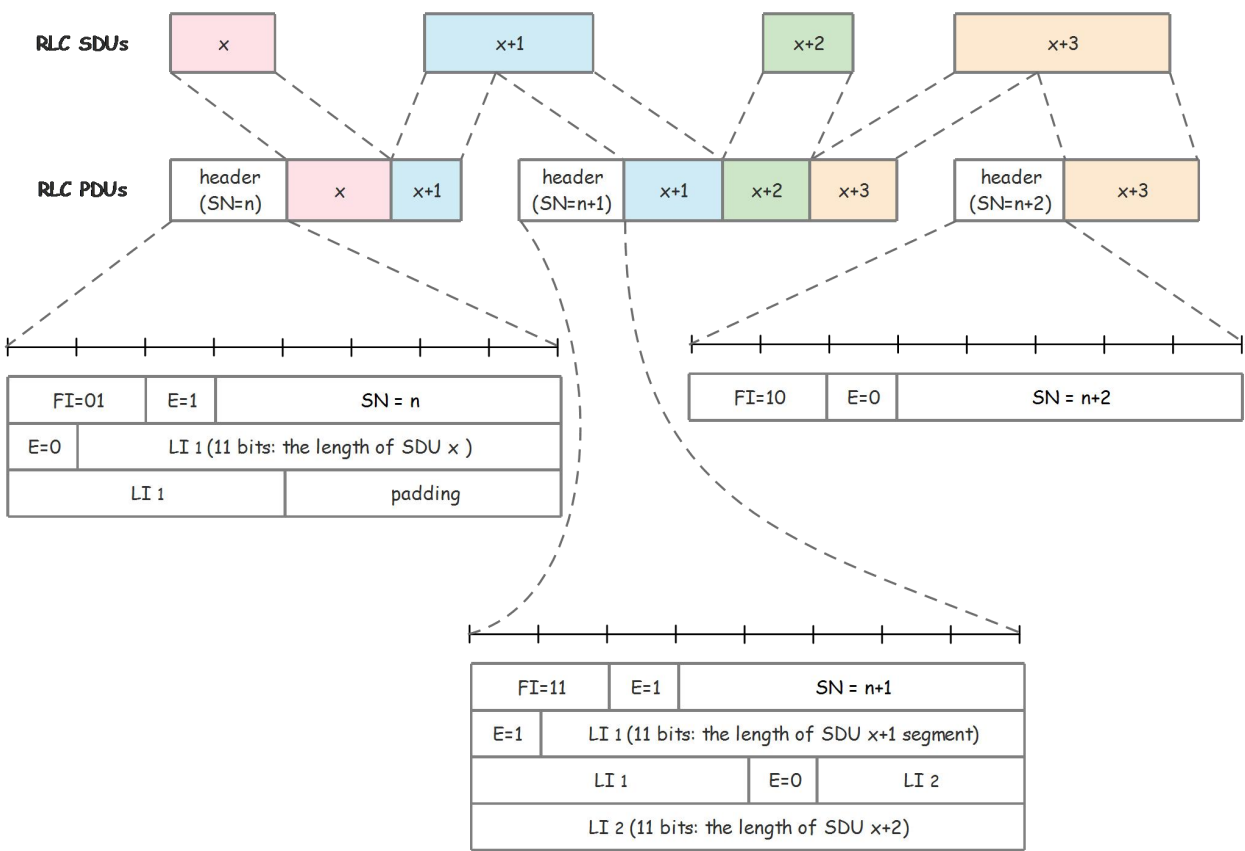 RLC SDUs
x
x+1
x+2
x+3
RLC PDUs
header
(SN=n)
x
x+1
header
(SN=n+1)
x+1
x+2
x+3
header
(SN=n+2)
x+3
FI=01
E=1
SN = n
E=0
LI 1 (11 bits: the length of SDU x )
LI 1
padding
FI=10
E=0
SN = n+2
FI=11
E=1
SN = n+1
E=1
LI 1 (11 bits: the length of SDU x+1 segment)
LI 1
E=0
LI 2
LI 2 (11 bits: the length of SDU x+2)